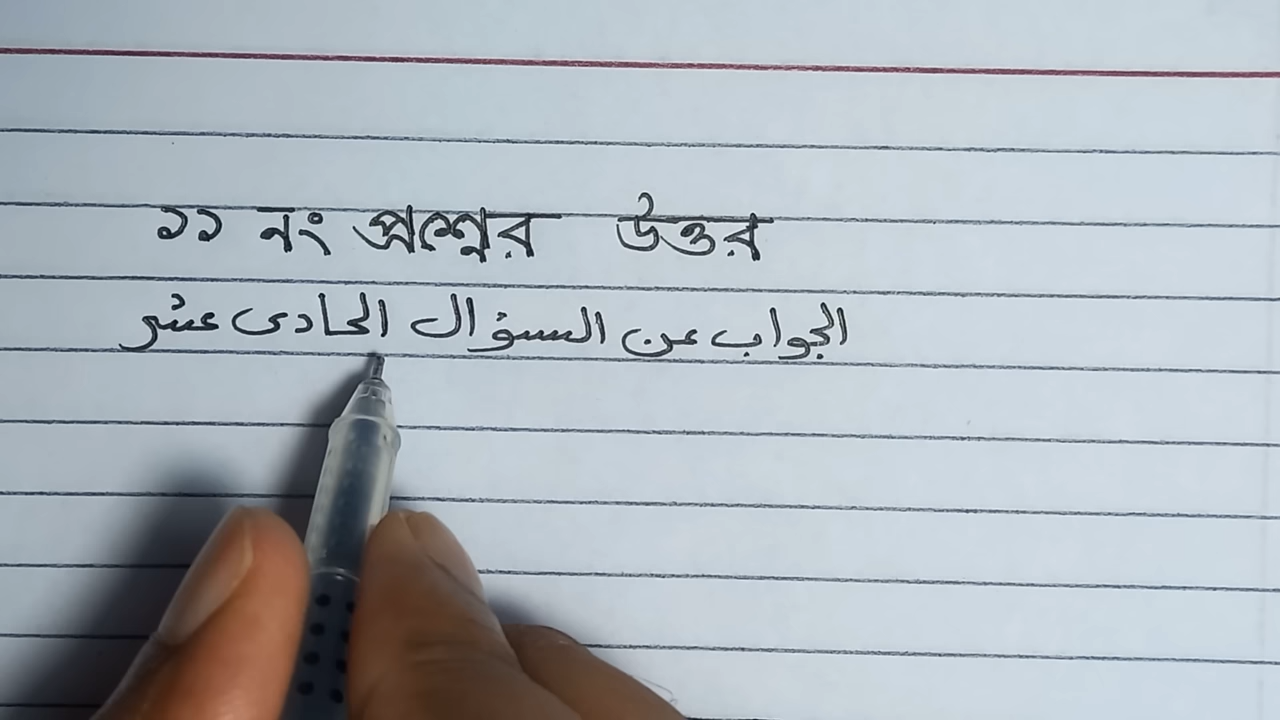 ১১ নং প্রশ্নের উত্তর
الجواب عن السؤال الحادى عشر